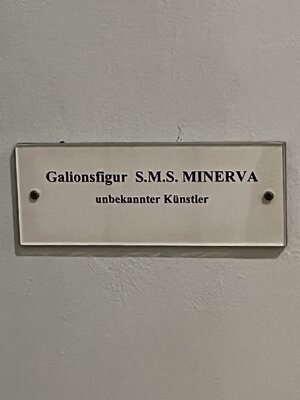 Galionsfigur S.M.S. MINERVA
unbekannter Künstler